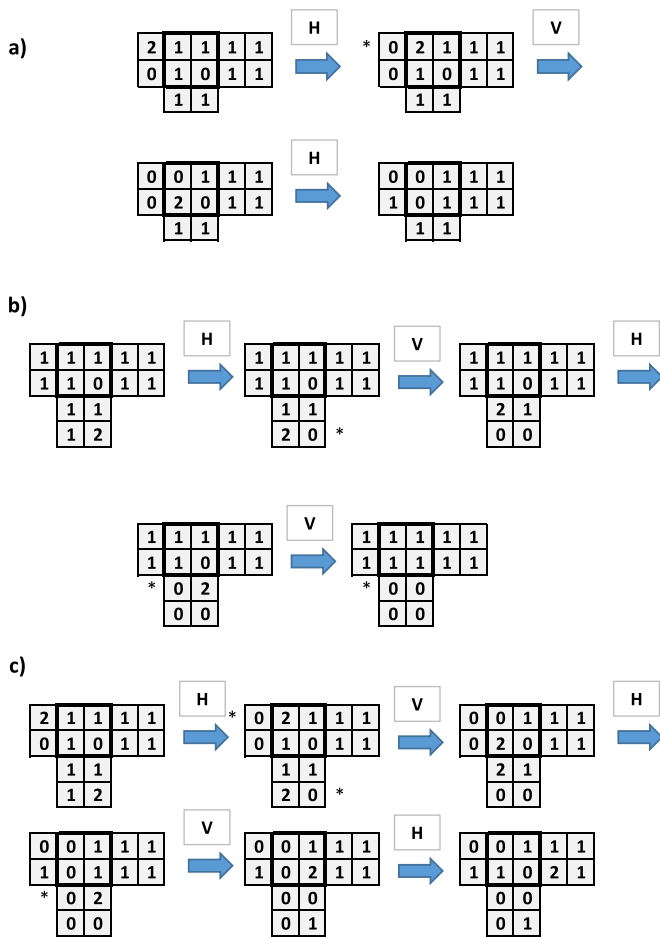 a)
H
V
2 1 1 1 1 * 0 2 1 1 1
0 1 0 1 1 0 1 0 1 1
1 1 1 1
H
0 0 1 1 1 0 0 1 1 1
0 2 0 1 1 1 0 1 1 1
1 1 1 1
b)
H V H
1 1 1 1 1 1 1 1 1 1 1 1 1 1 1
1 1 0 1 1 1 1 0 1 1 1 1 0 1 1
1 1 1 1 2 1
1 2 2 0 * 0 0
V
1 1 1 1 1 1 1 1 1 1
1 1 0 1 1 1 1 1 1 1
* 0 2 * 0 0
0 0 0 0
c)
H V H
2 1 1 1 1 * 0 2 1 1 1 0 0 1 1 1
0 1 0 1 1 0 1 0 1 1 0 2 0 1 1
1 1 1 1 2 1
1 2 2 0 * 0 0
V H
0 0 1 1 1 0 0 1 1 1 0 0 1 1 1
1 0 1 1 1 1 0 2 1 1 1 1 0 2 1
* 0 2 0 0 0 0
0 0 0 1 0 1